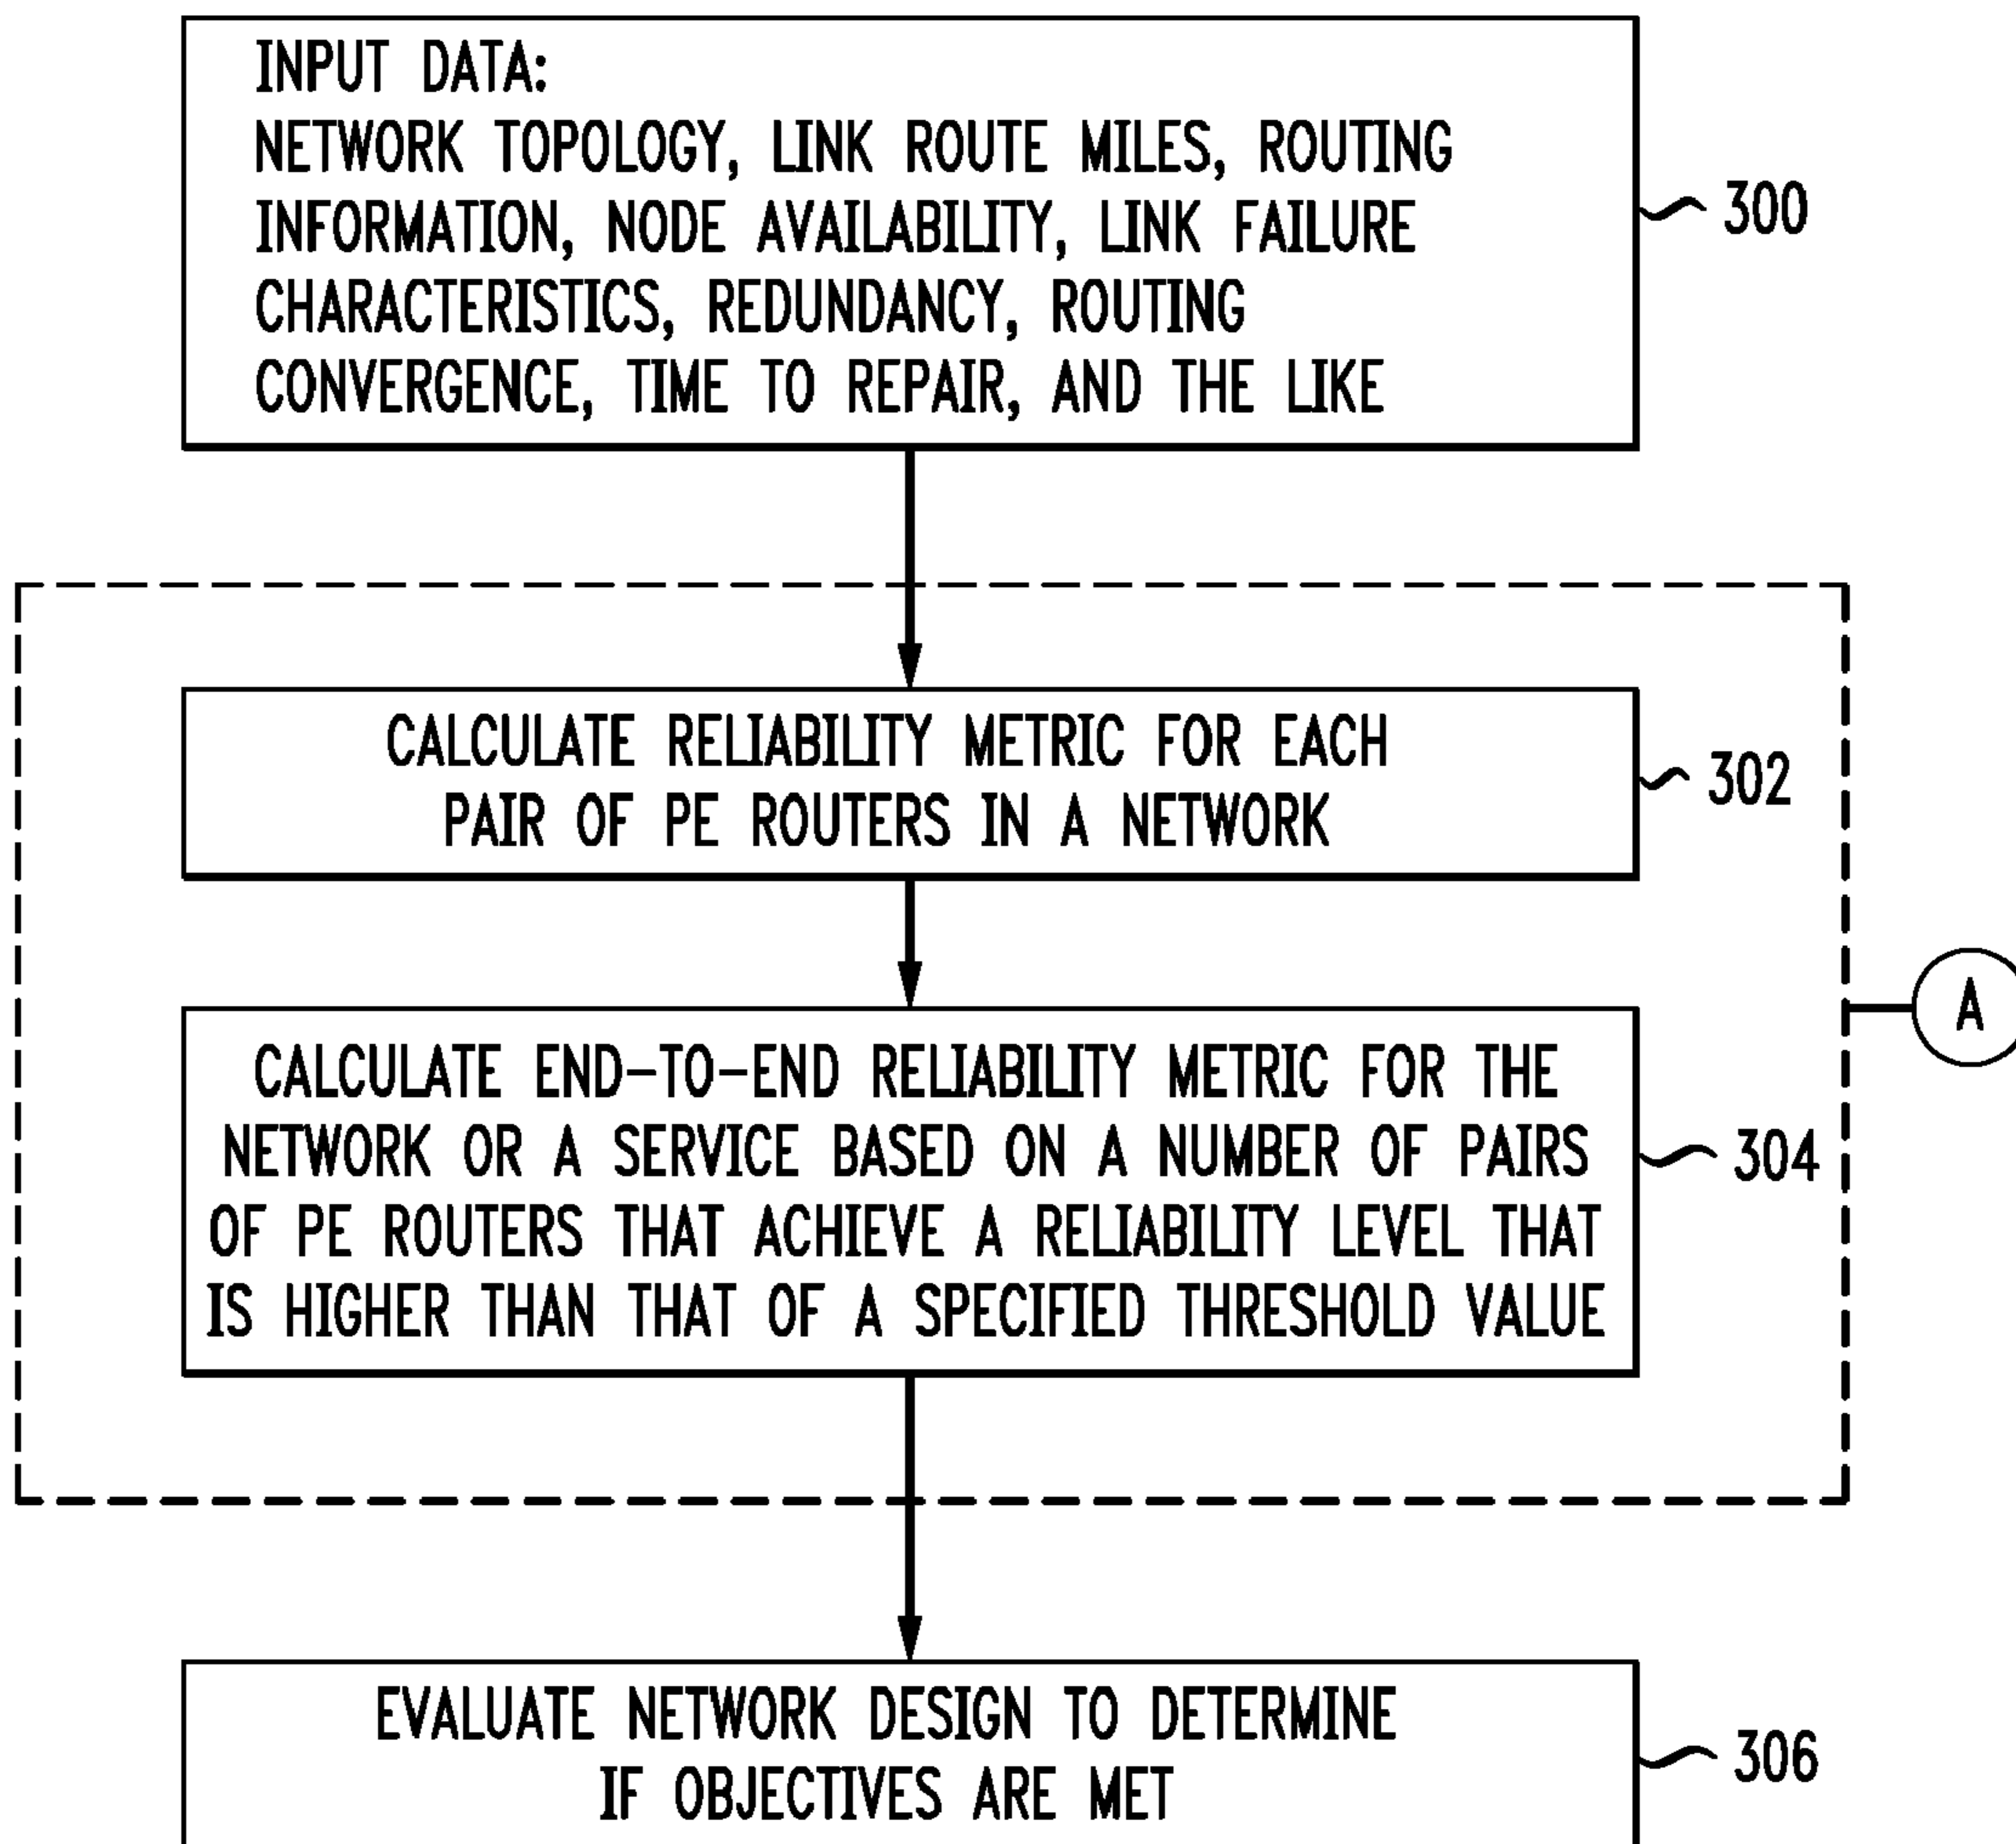 INPUT DATA:
NETWORK TOPOLOGY, LINK ROUTE MILES, ROUTING
INFORMATION, NODE AVAILABILITY, LINK FAILURE
CHARACTERISTICS, REDUNDANCY, ROUTING
CONVERGENCE, TIME TO REPAIR, AND THE LIKE
300
CALCULATE RELIABILITY METRIC FOR EACH
PAIR OF PE ROUTERS IN A NETWORK
302
A
CALCULATE END-TO-END RELIABILITY METRIC FOR THE
NETWORK OR A SERVICE BASED ON A NUMBER OF PAIRS
OF PE ROUTERS THAT ACHIEVE A RELIABILITY LEVEL THAT
IS HIGHER THAN THAT OF A SPECIFIED THRESHOLD VALUE
304
EVALUATE NETWORK DESIGN TO DETERMINE
IF OBJECTIVES ARE MET
306